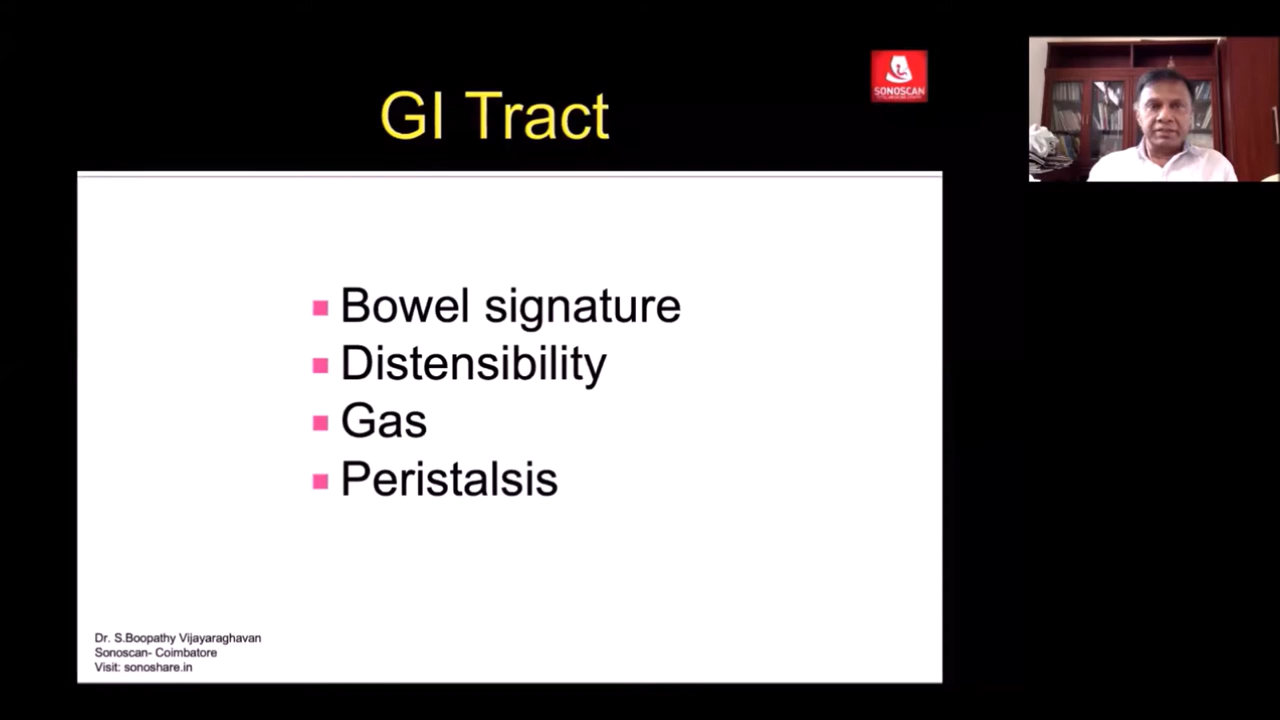 GI Tract
SONOSCAN
Bowel signature
Distensibility
Gas
Peristalsis
Dr. S.Boopathy Vijayaraghavan
Sonoscan- Coimbatore
Visit: sonoshare.in